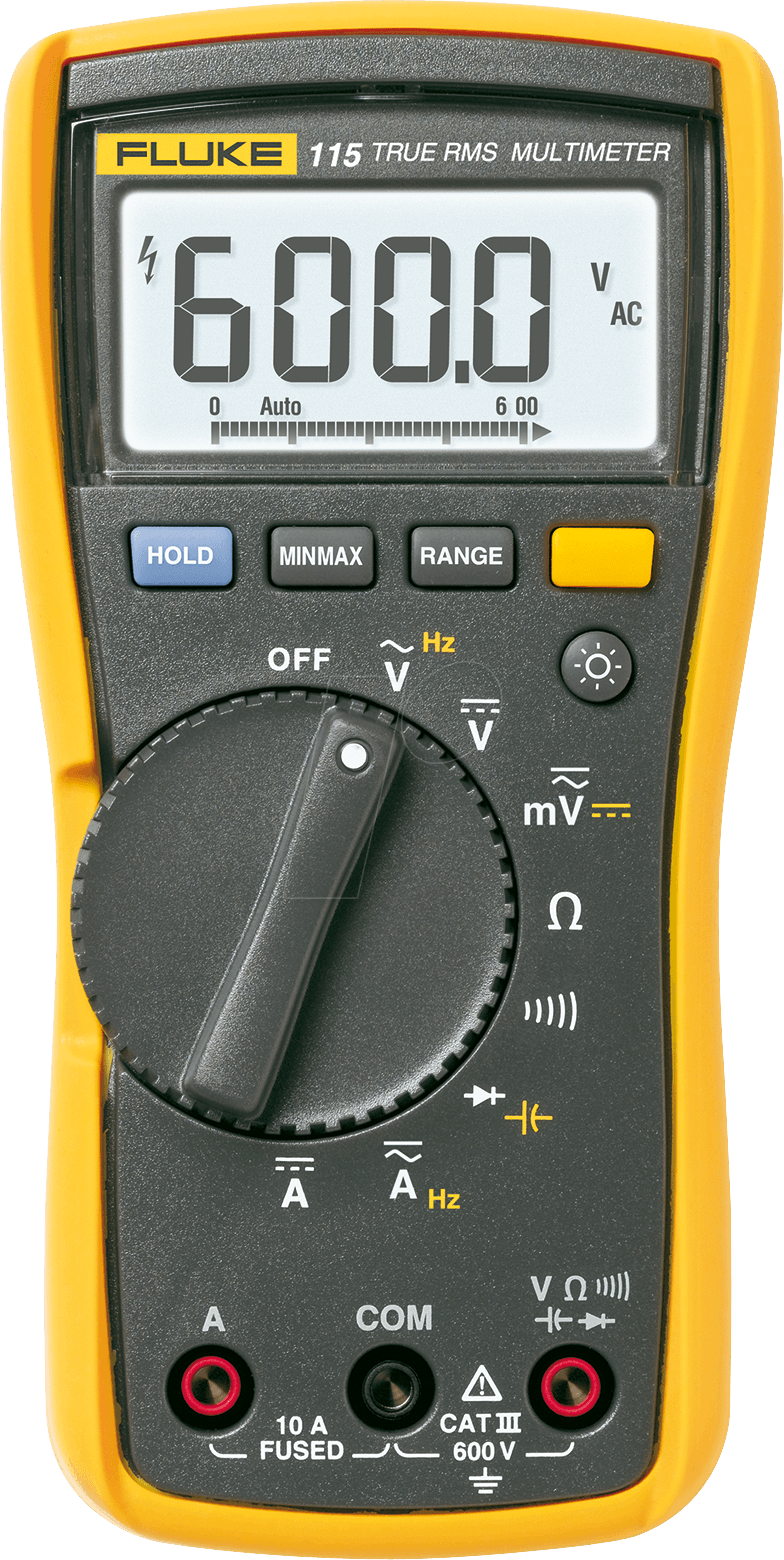 FLUKE 115 TRUE RMS MULTIMETER
600.0 V
AC
0 Auto 6 00
HOLD MINMAX RANGE
OFF V Hz
V
mV
Ω
A
A Hz
V Ω
A COM
10 A
FUSED
CAT III
600 V